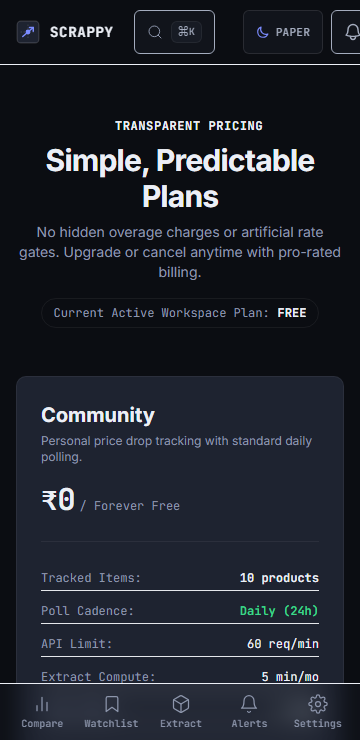 SCRAPPY
⌘K
PAPER
TRANSPARENT PRICING
Simple, Predictable
Plans
No hidden overage charges or artificial rate
gates. Upgrade or cancel anytime with pro-rated
billing.
Current Active Workspace Plan: FREE
Community
Personal price drop tracking with standard daily
polling.
₹0 / Forever Free
Tracked Items: 10 products
Poll Cadence: Daily (24h)
API Limit: 60 req/min
Extract Compute: 5 min/mo
Compare Watchlist Extract Alerts Settings